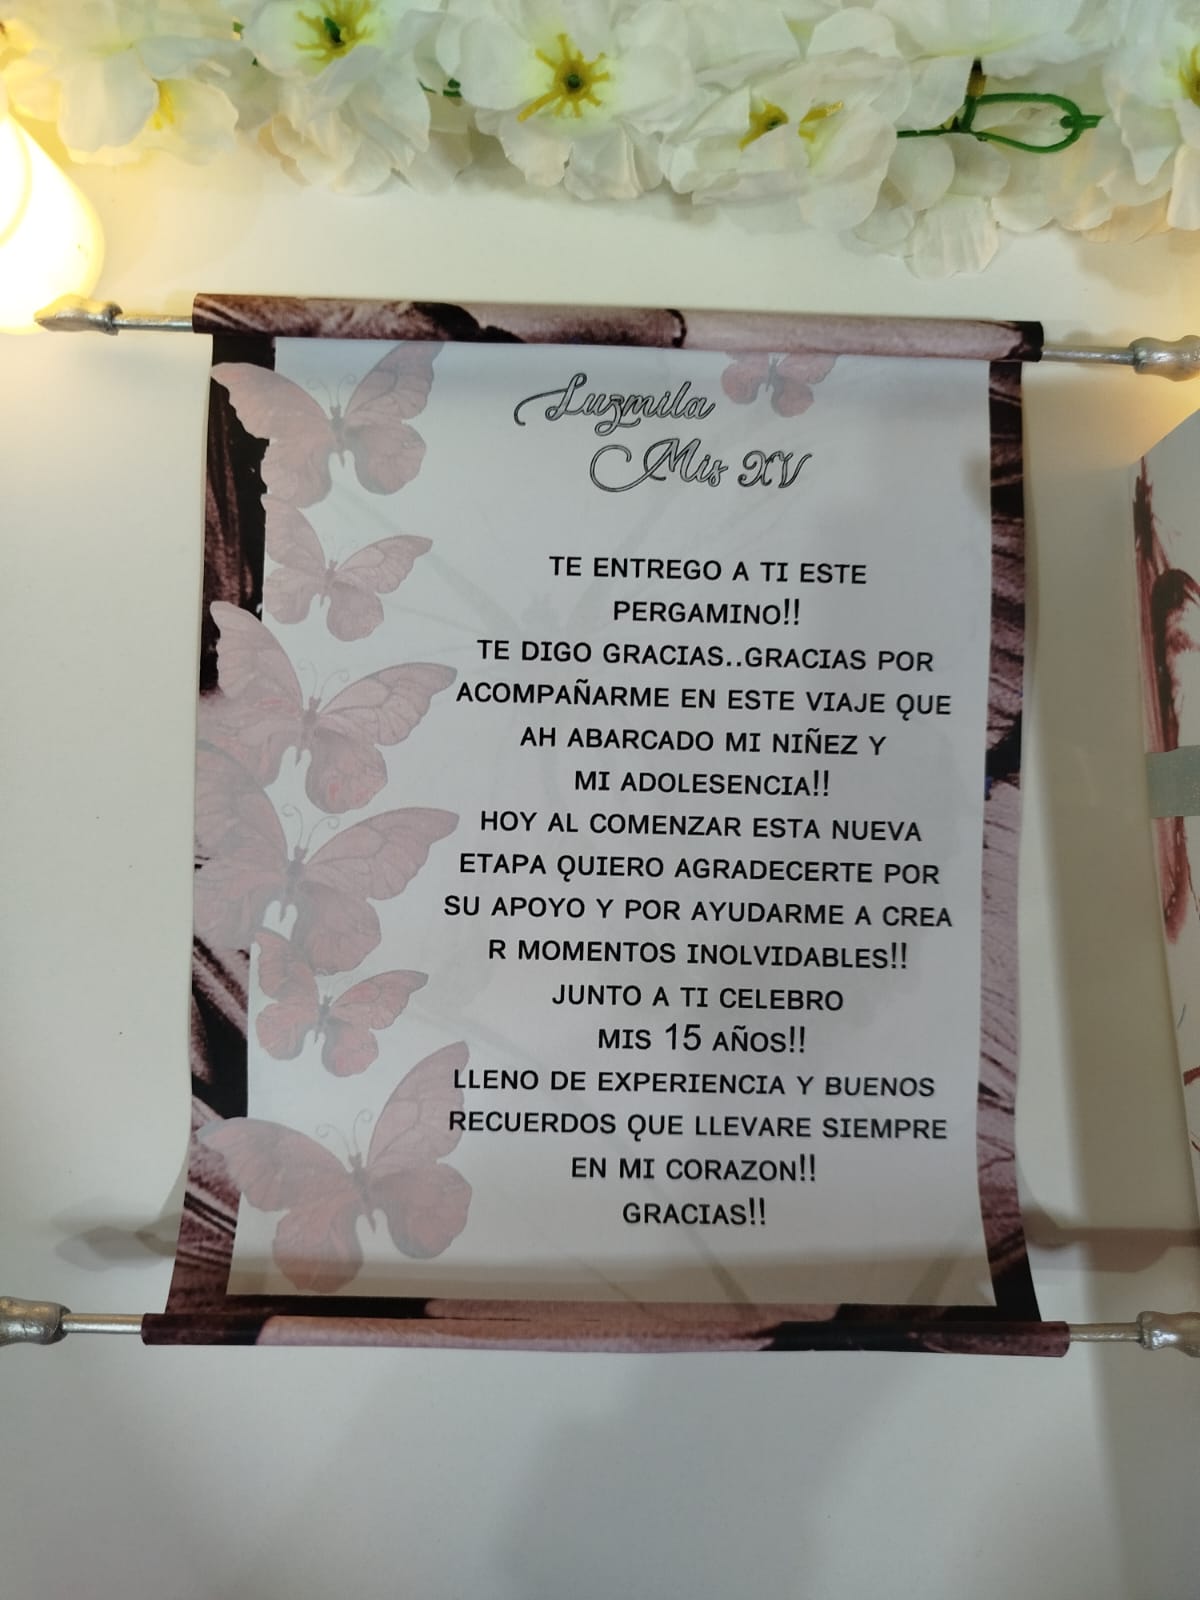 Luzmila
Mis XV
TE ENTREGO A TI ESTE
PERGAMINO!!
TE DIGO GRACIAS..GRACIAS POR
ACOMPAÑARME EN ESTE VIAJE QUE
AH ABARCADO MI NIÑEZ Y
MI ADOLESENCIA!!
HOY AL COMENZAR ESTA NUEVA
ETAPA QUIERO AGRADECERTE POR
SU APOYO Y POR AYUDARME A CREA
R MOMENTOS INOLVIDABLES!!
JUNTO A TI CELEBRO
MIS 15 AÑOS!!
LLENO DE EXPERIENCIA Y BUENOS
RECUERDOS QUE LLEVARE SIEMPRE
EN MI CORAZON!!
GRACIAS!!